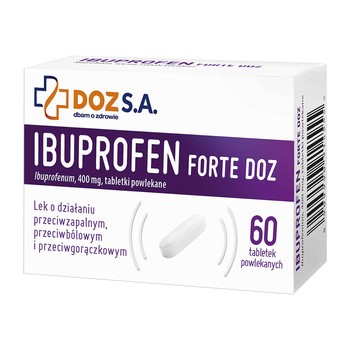 DOZ S.A.
dbam o zdrowie
IBUPROFEN FORTE DOZ
Ibuprofenum, 400 mg, tabletki powlekane
Lek o działaniu
przeciwzapalnym,
przeciwbólowym
i przeciwgorączkowym
60
tabletek
powlekanych
IBUPROFEN FORTE DOZ